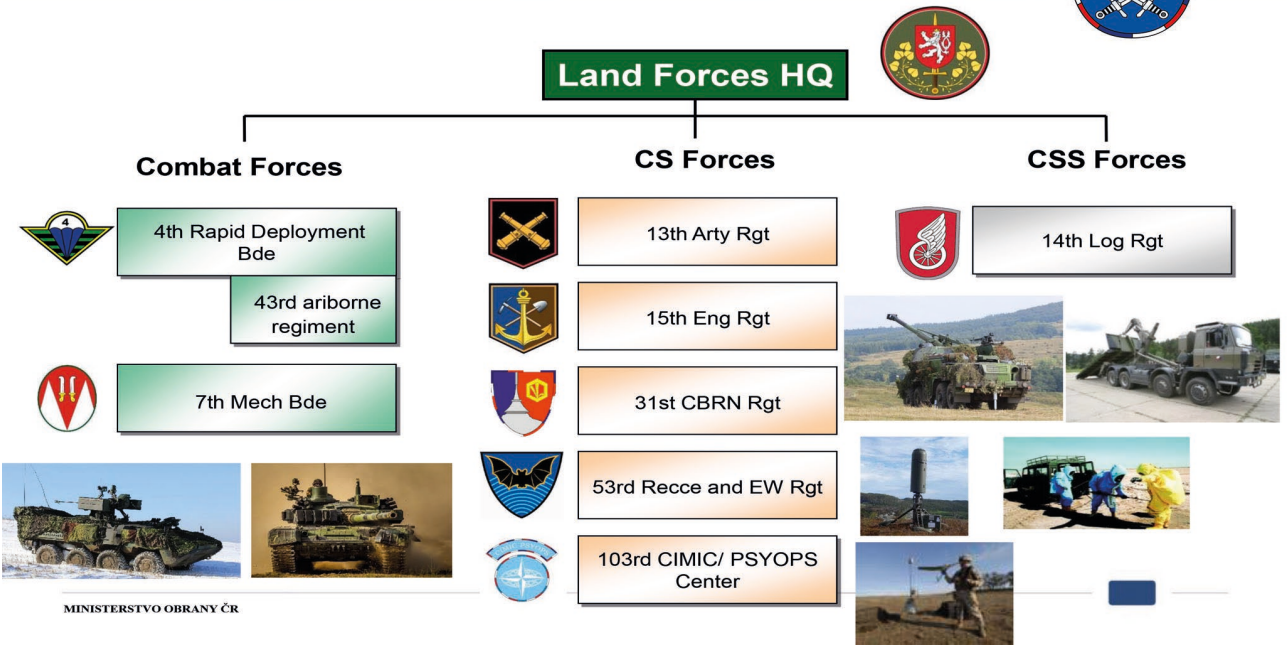 Land Forces HQ
Combat Forces
4
4th Rapid Deployment
Bde
43rd ariborne
regiment
7th Mech Bde
CS Forces
13th Arty Rgt
15th Eng Rgt
31st CBRN Rgt
53rd Recce and EW Rgt
CIMIC PSYOPS
103rd CIMIC/ PSYOPS
Center
CSS Forces
14th Log Rgt
MINISTERSTVO OBRANY ČR